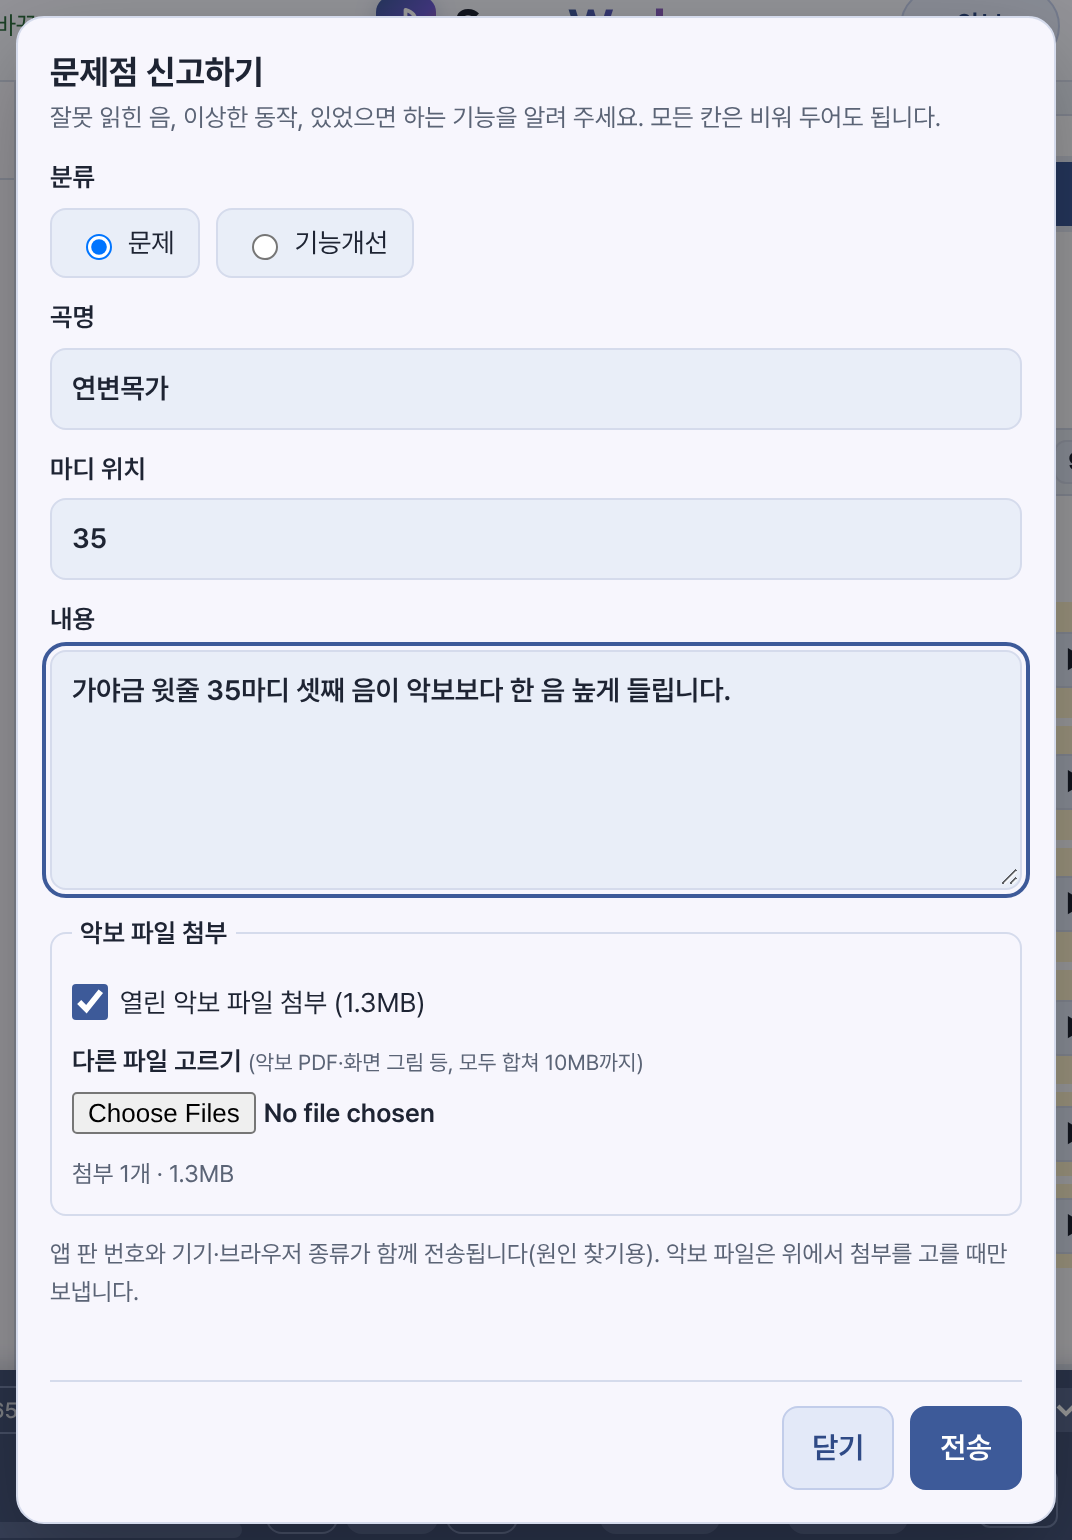 문제점 신고하기
잘못 읽힌 음, 이상한 동작, 있었으면 하는 기능을 알려 주세요. 모든 칸은 비워 두어도 됩니다.
분류
문제
기능개선
곡명
연변목가
마디 위치
35
내용
가야금 윗줄 35마디 셋째 음이 악보보다 한 음 높게 들립니다.
악보 파일 첨부
열린 악보 파일 첨부 (1.3MB)
다른 파일 고르기 (악보 PDF·화면 그림 등, 모두 합쳐 10MB까지)
Choose Files No file chosen
첨부 1개 · 1.3MB
앱 판 번호와 기기·브라우저 종류가 함께 전송됩니다(원인 찾기용). 악보 파일은 위에서 첨부를 고를 때만
보냅니다.
닫기
전송